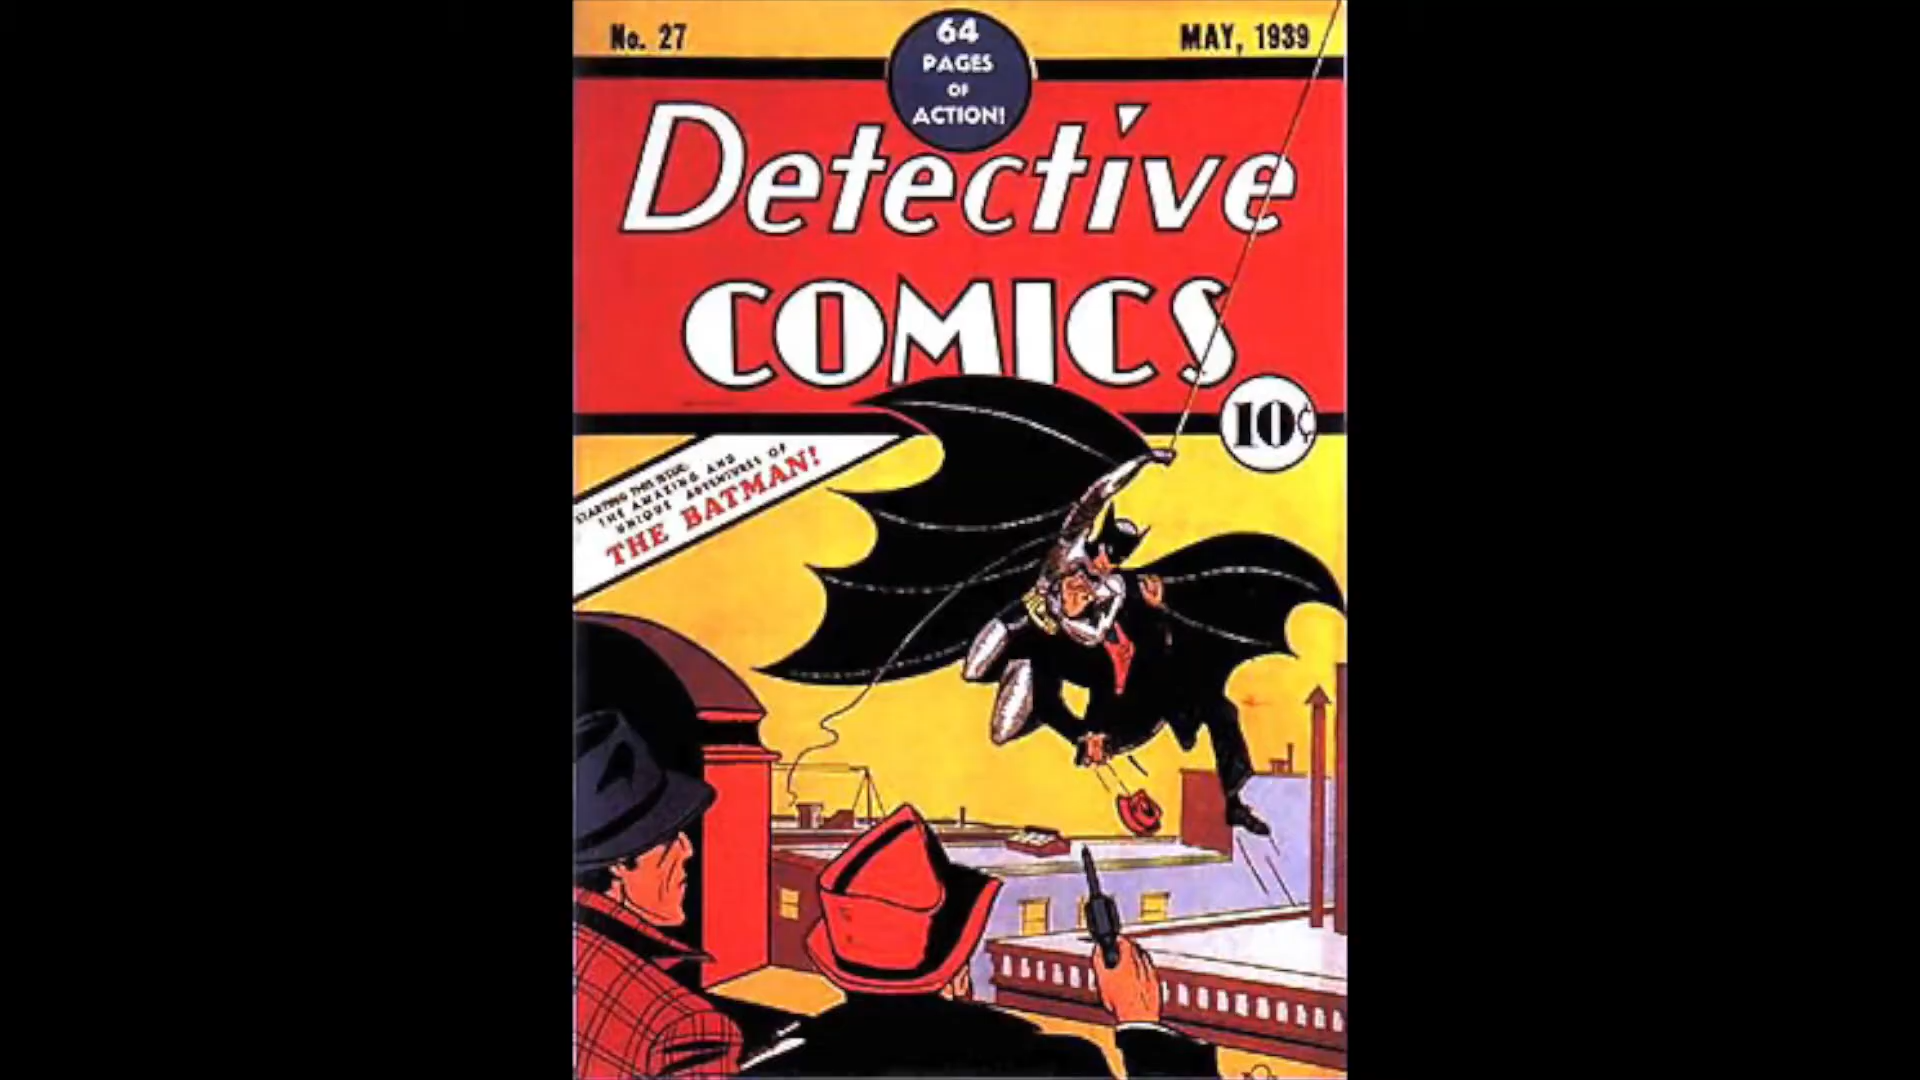 No. 27
64
PAGES
OF
ACTION!
MAY, 1939
Detective
COMICS
10¢
STARTING THIS ISSUE:
THE AMAZING AND
UNIQUE ADVENTURES OF
THE BATMAN!